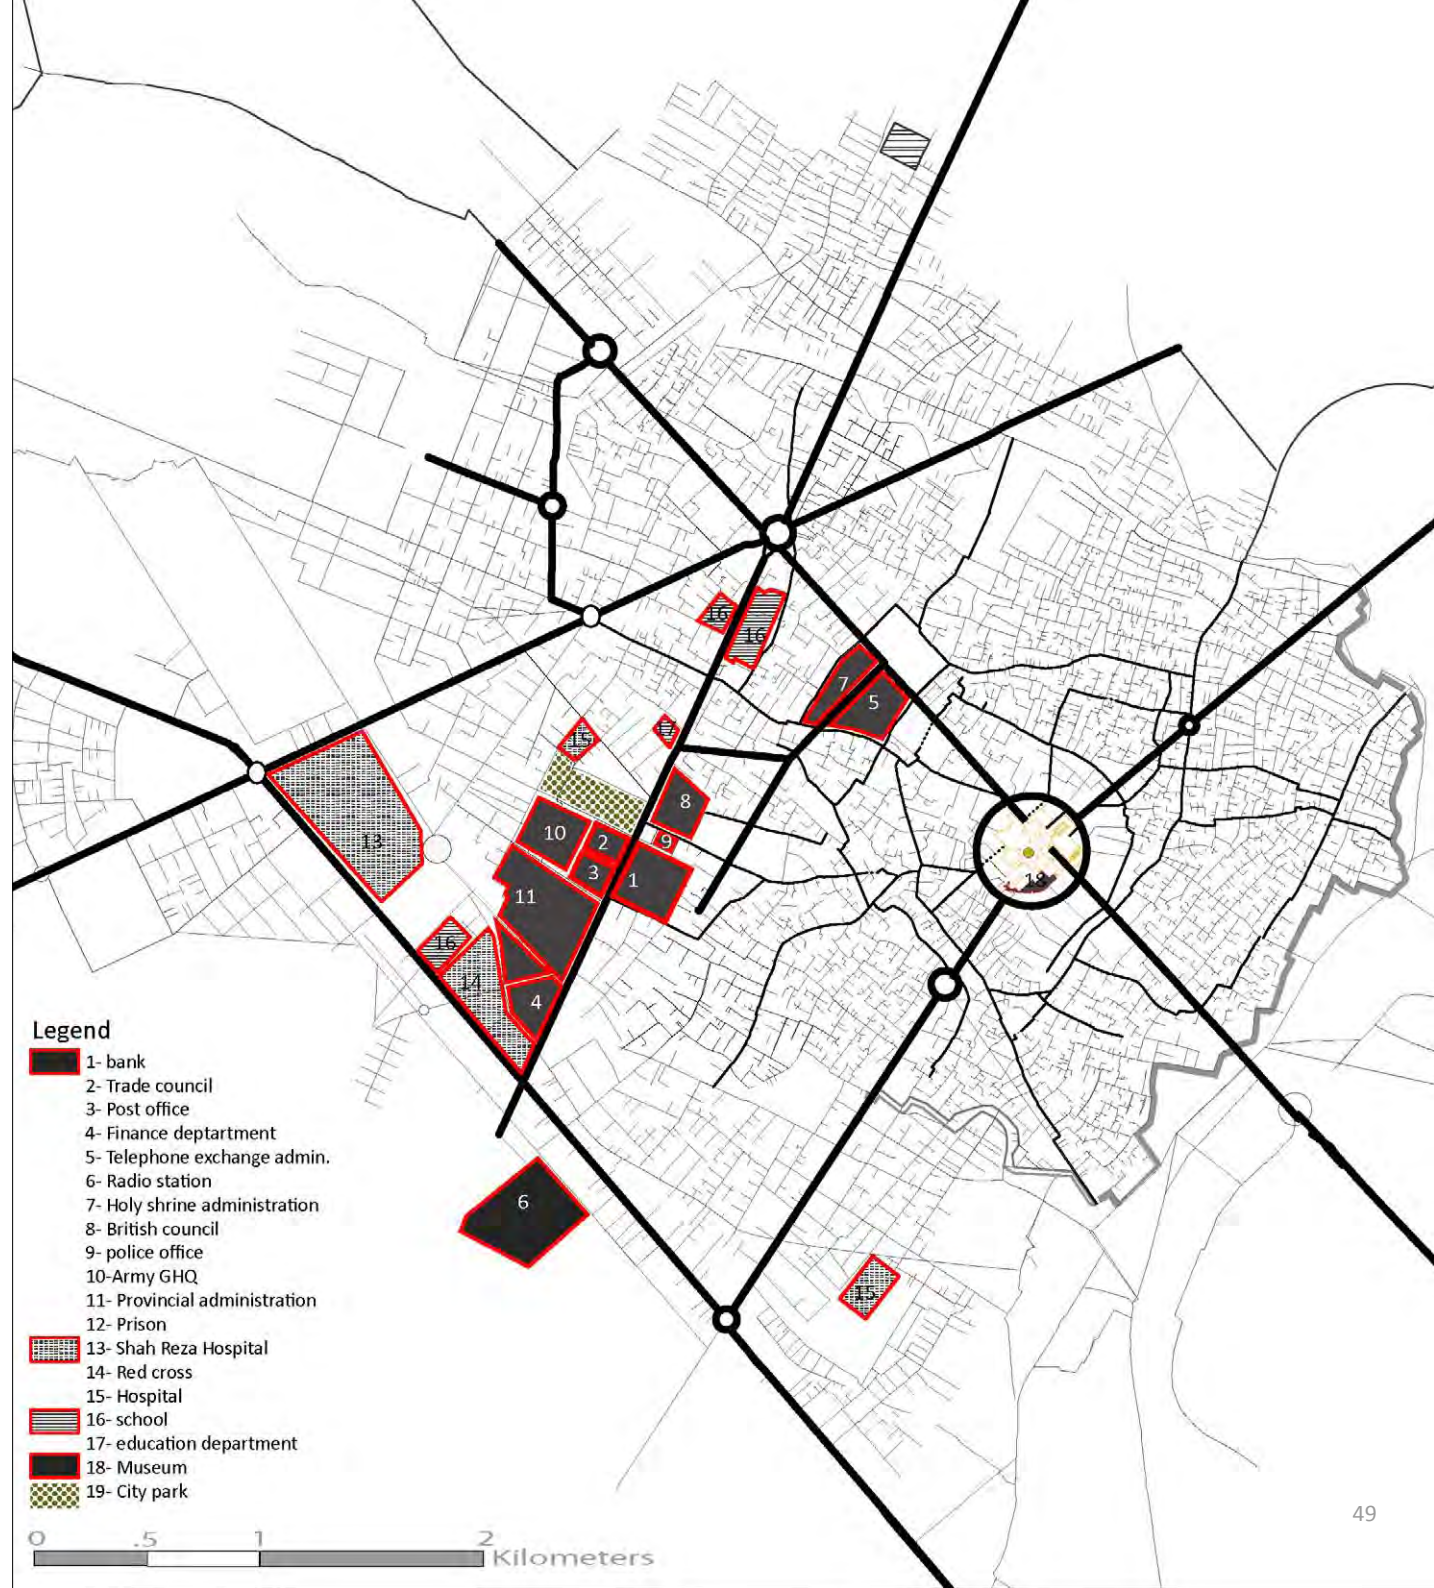 16
16
7
5
15
17
8
10
2
9
13
3
1
11
18
16
14
4
6
15
Legend
1- bank
2- Trade council
3- Post office
4- Finance deptartment
5- Telephone exchange admin.
6- Radio station
7- Holy shrine administration
8- British council
9- police office
10-Army GHQ
11- Provincial administration
12- Prison
13- Shah Reza Hospital
14- Red cross
15- Hospital
16- school
17- education department
18- Museum
19- City park
49
0 .5 1 2
Kilometers